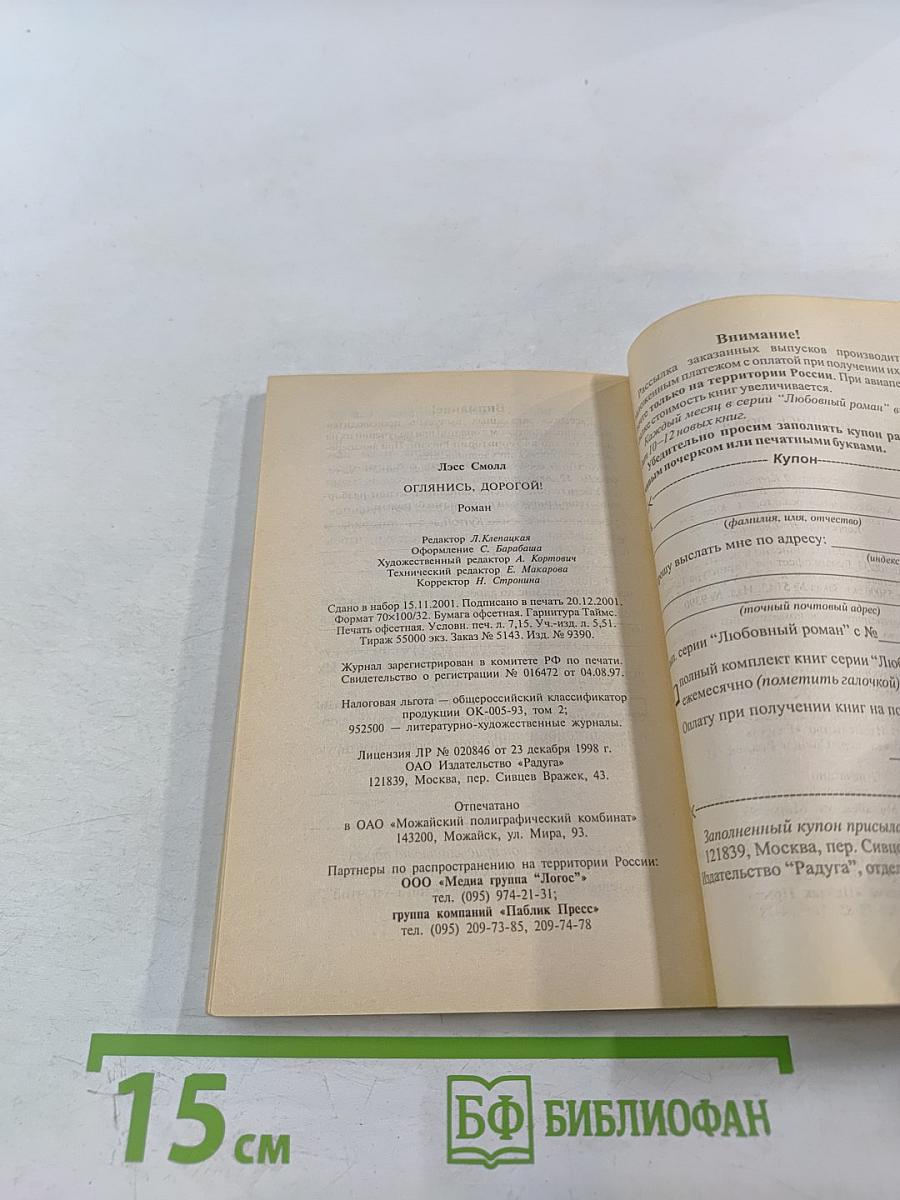 Лэсс Смолл
ОГЛЯНИСЬ, ДОРОГОЙ!
Роман
Редактор Л.Клепацкая
Оформление С. Барабаша
Художественный редактор А. Кортович
Технический редактор Е. Макарова
Корректор Н. Стронина
Сдано в набор 15.11.2001. Подписано в печать 20.12.2001.
Формат 70×100/32. Бумага офсетная. Гарнитура Таймс.
Печать офсетная. Условн. печ. л. 7,15. Уч.-изд. л. 5,51.
Тираж 55000 экз. Заказ № 5143. Изд. № 9390.
Журнал зарегистрирован в комитете РФ по печати.
Свидетельство о регистрации № 016472 от 04.08.97.
Налоговая льгота — общероссийский классификатор
продукции ОК-005-93, том 2;
952500 — литературно-художественные журналы.
Лицензия ЛР № 020846 от 23 декабря 1998 г.
ОАО Издательство «Радуга»
121839, Москва, пер. Сивцев Вражек, 43.
Отпечатано
в ОАО «Можайский полиграфический комбинат»
143200, Можайск, ул. Мира, 93.
Партнеры по распространению на территории России:
ООО «Медиа группа "Логос"»
тел. (095) 974-21-31;
группа компаний «Паблик Пресс»
тел. (095) 209-73-85, 209-74-78
Внимание!
Рассылка заказанных выпусков производит
платежом с оплатой при получении их
только на территории России. При авиапе
стоимость книг увеличивается.
Каждый месяц в серии "Любовный роман" в
10—12 новых книг.
Убедительно просим заполнять купон ра
почерком или печатными буквами.
Купон
(фамилия, имя, отчество)
выслать мне по адресу:
(индекс
(точный почтовый адрес)
серии "Любовный роман" с №
полный комплект книг серии "Люб
ежемесячно (пометить галочкой)
Оплату при получении книг на по
Заполненный купон присыла
121839, Москва, пер. Сивце
Издательство "Радуга", отдел
15 см
БФ БИБЛИОФАН